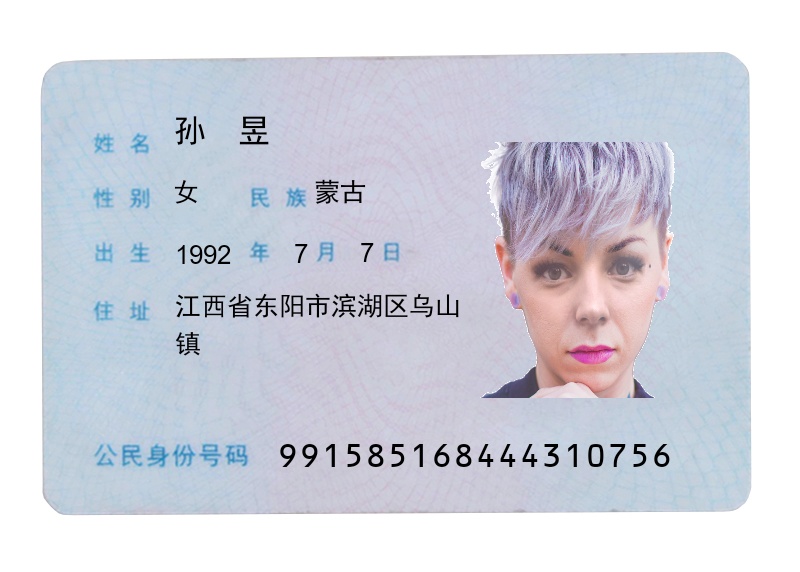 姓名 孙昱
性别 女 民族 蒙古
出生 1992 年 7 月 7 日
住址 江西省东阳市滨湖区乌山
镇
公民身份号码 991585168444310756